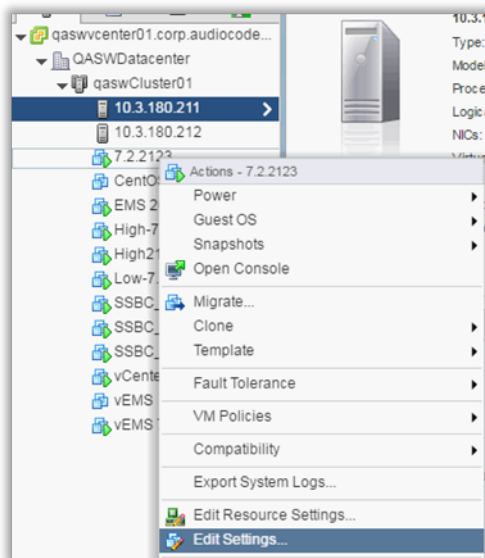 qaswvcenter01.corp.audiocode...
QASWDatacenter
qaswCluster01
10.3.180.211
10.3.180.212
7.2.2123
CentO
EMS 2
High-7
High21
Low-7.
SSBC_
SSBC_
SSBC_
vCente
vEMS
vEMS
10.3.1
Type:
Model
Proce
Logica
NICs:
Actions - 7.2.2123
Power
Guest OS
Snapshots
Open Console
Migrate...
Clone
Template
Fault Tolerance
VM Policies
Compatibility
Export System Logs...
Edit Resource Settings...
Edit Settings...